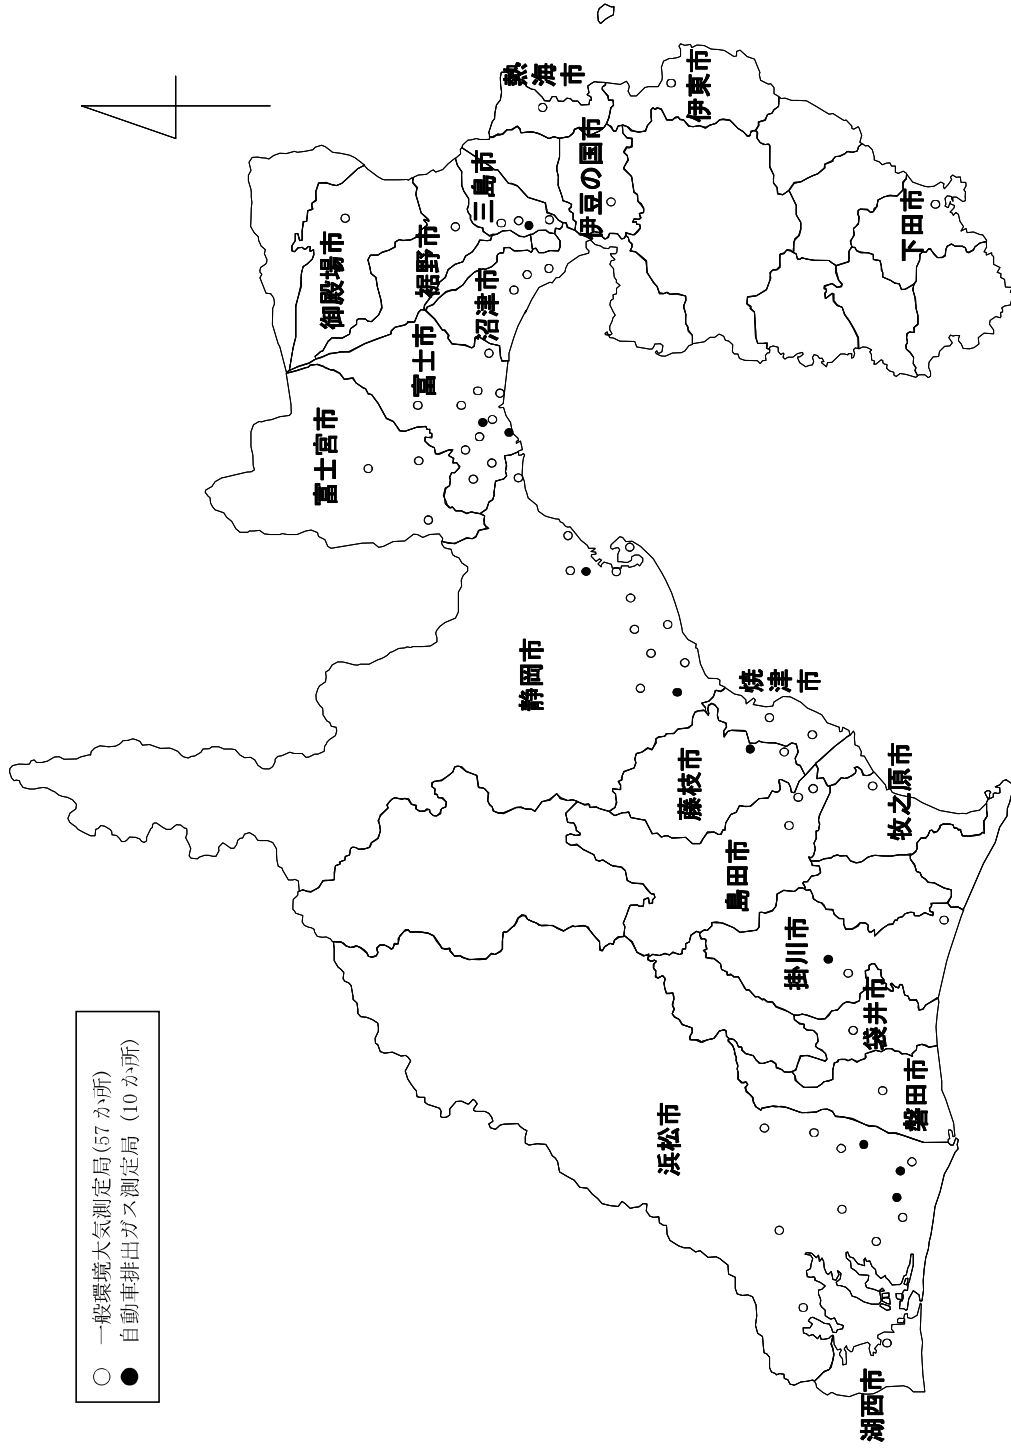 ○ 一般環境大気測定局(57 か所)
● 自動車排出ガス測定局 (10 か所)
御殿場市
富士宮市
裾野市
富士市
三島市
沼津市
熱海市
伊豆の国市
伊東市
下田市
静岡市
焼津市
藤枝市
島田市
牧之原市
掛川市
袋井市
磐田市
浜松市
湖西市